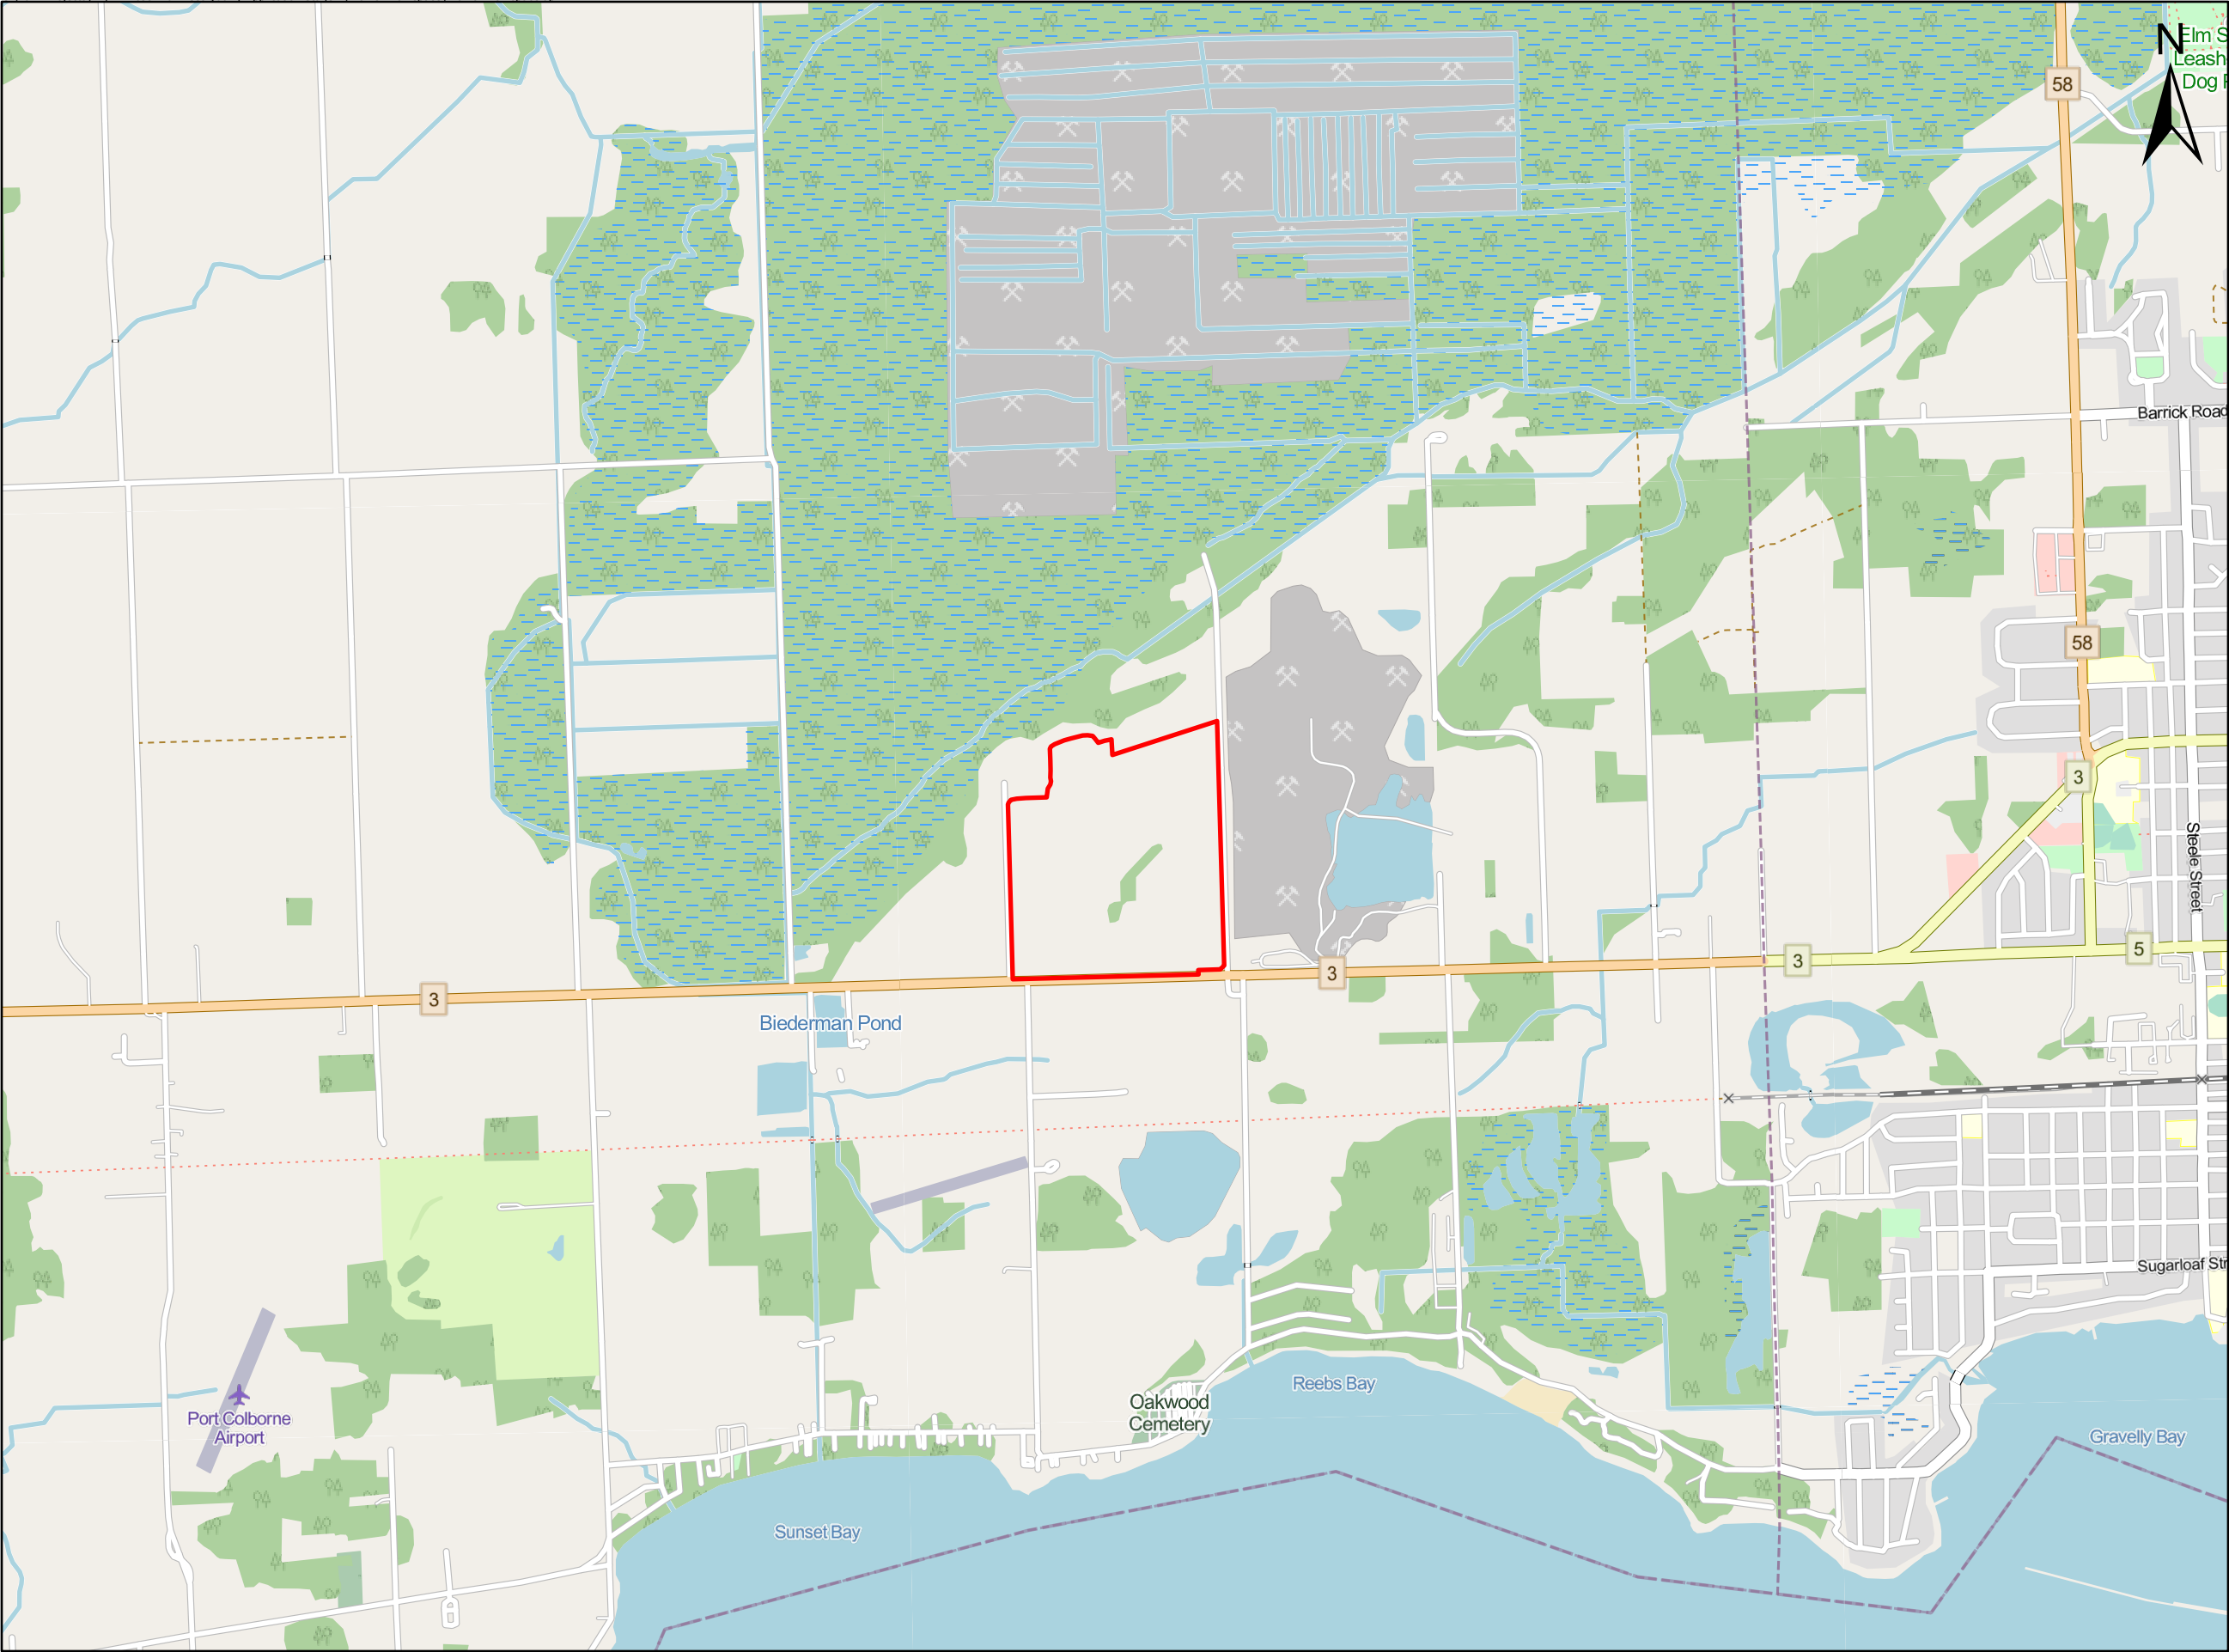 N
Elm S
Leash-
Dog F
58
Barrick Road
58
3
Steele Street
5
3
3
3
Biederman Pond
Sugarloaf Str
Oakwood
Cemetery
Reebs Bay
Port Colborne
Airport
Gravelly Bay
Sunset Bay